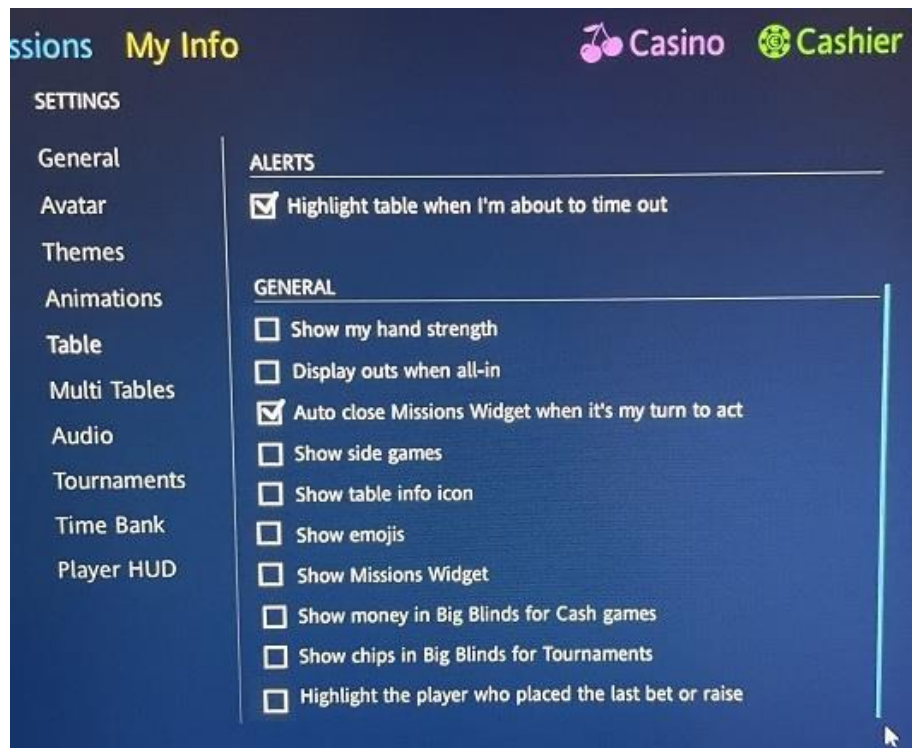 ssions My Info Casino Cashier
SETTINGS
General
Avatar
Themes
Animations
Table
Multi Tables
Audio
Tournaments
Time Bank
Player HUD
ALERTS
Highlight table when I'm about to time out
GENERAL
Show my hand strength
Display outs when all-in
Auto close Missions Widget when it's my turn to act
Show side games
Show table info icon
Show emojis
Show Missions Widget
Show money in Big Blinds for Cash games
Show chips in Big Blinds for Tournaments
Highlight the player who placed the last bet or raise